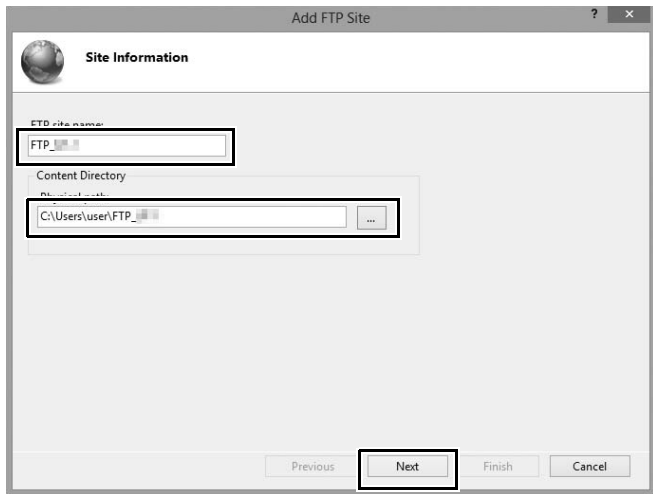 Add FTP Site
? ×
Site Information
FTP site name:
FTP_
Content Directory
Physical path:
C:\Users\user\FTP_
...
Previous Next Finish Cancel